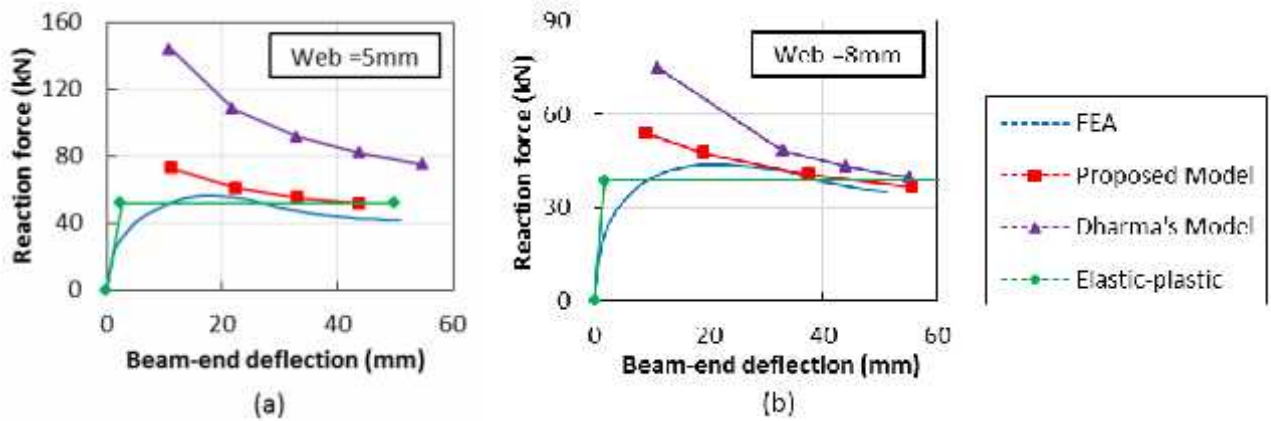 Reaction force (kN)
160
120
80
40
0
Web =5mm
0 20 40 60
Beam-end deflection (mm)
(a)
Reaction force (kN)
90
60
30
0
Web =8mm
0 20 40 60
Beam-end deflection (mm)
(b)
FEA
Proposed Model
Dharma's Model
Elastic-plastic